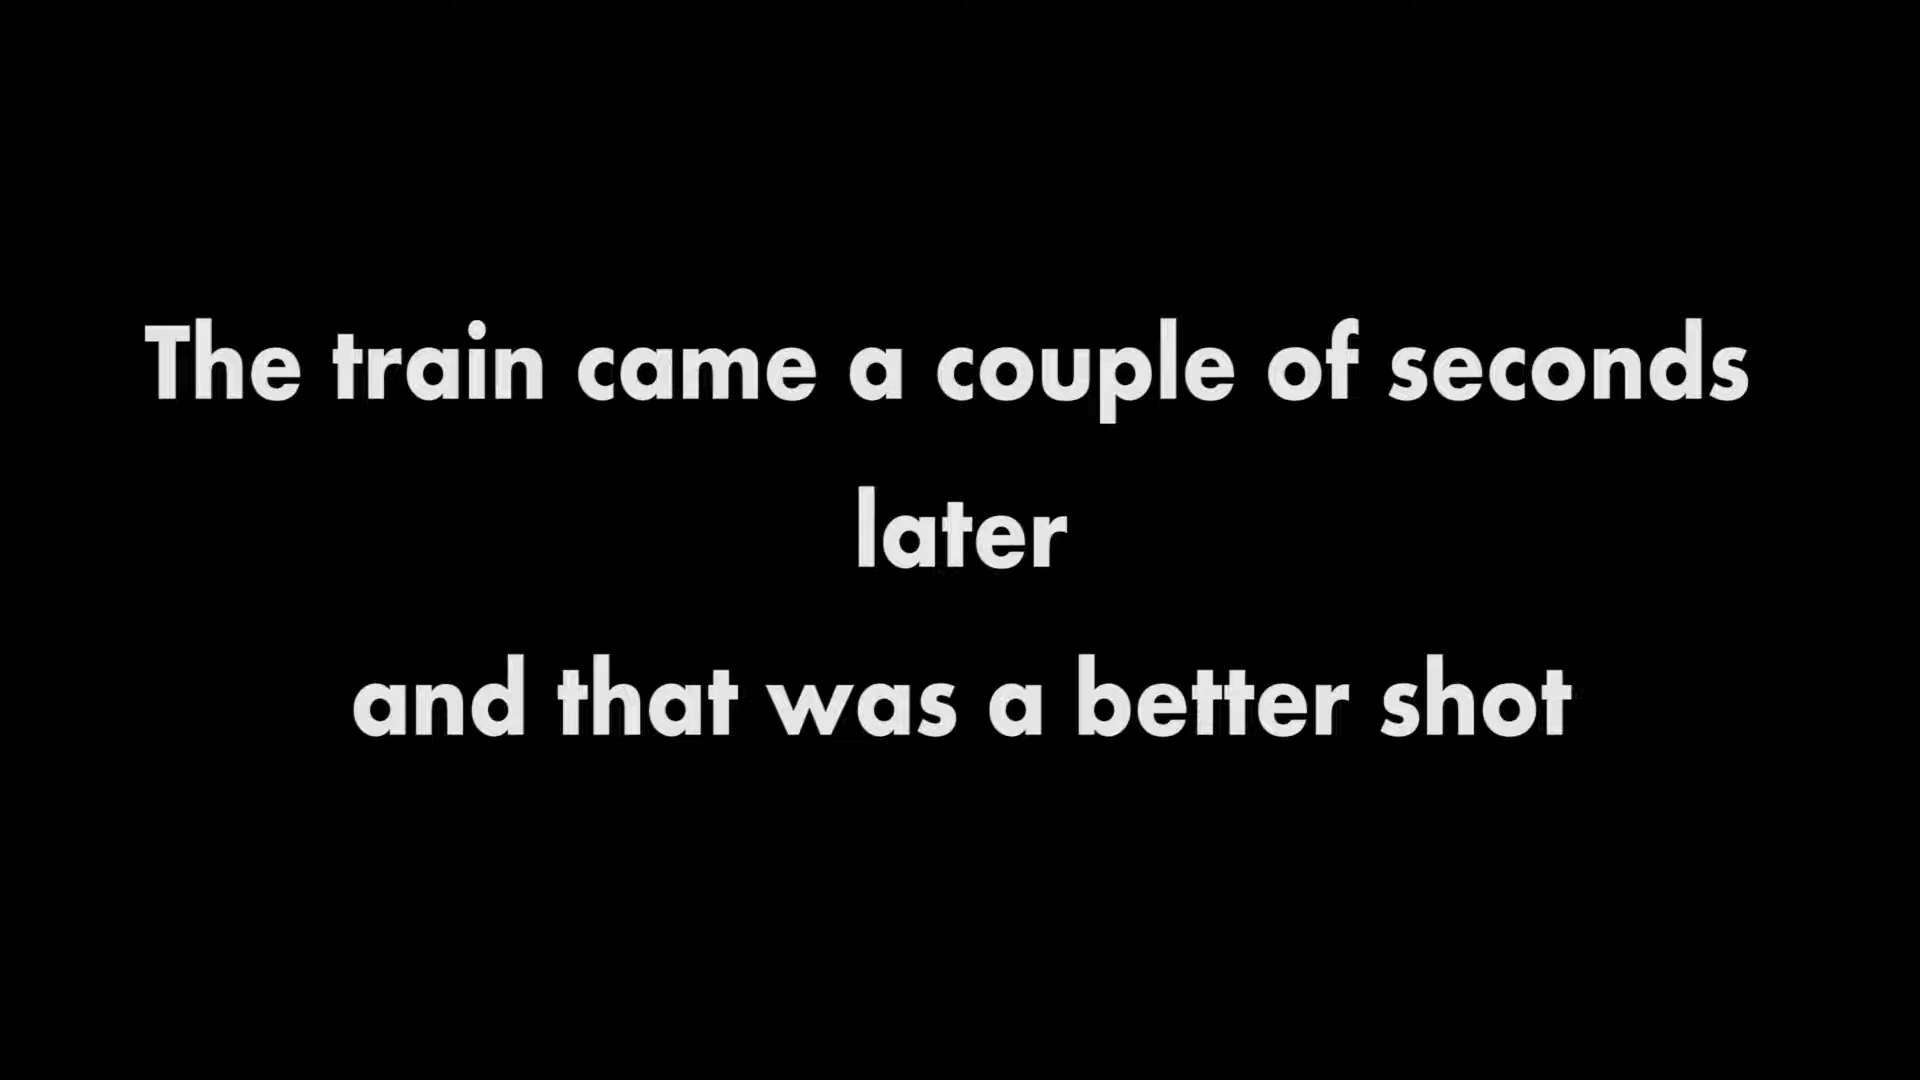 The train came a couple of seconds
later
and that was a better shot